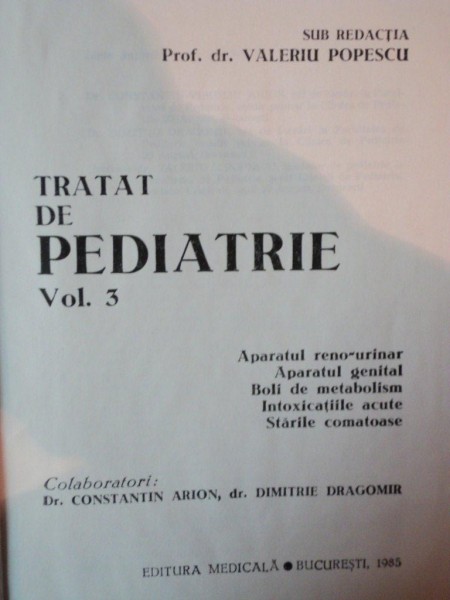 SUB REDACȚIA
Prof. dr. VALERIU POPESCU
TRATAT
DE
PEDIATRIE
Vol. 3
Aparatul reno-urinar
Aparatul genital
Boli de metabolism
Intoxicațiile acute
Stările comatoase
Colaboratori:
Dr. CONSTANTIN ARION, dr. DIMITRIE DRAGOMIR
EDITURA MEDICALĂ ● BUCUREȘTI, 1985